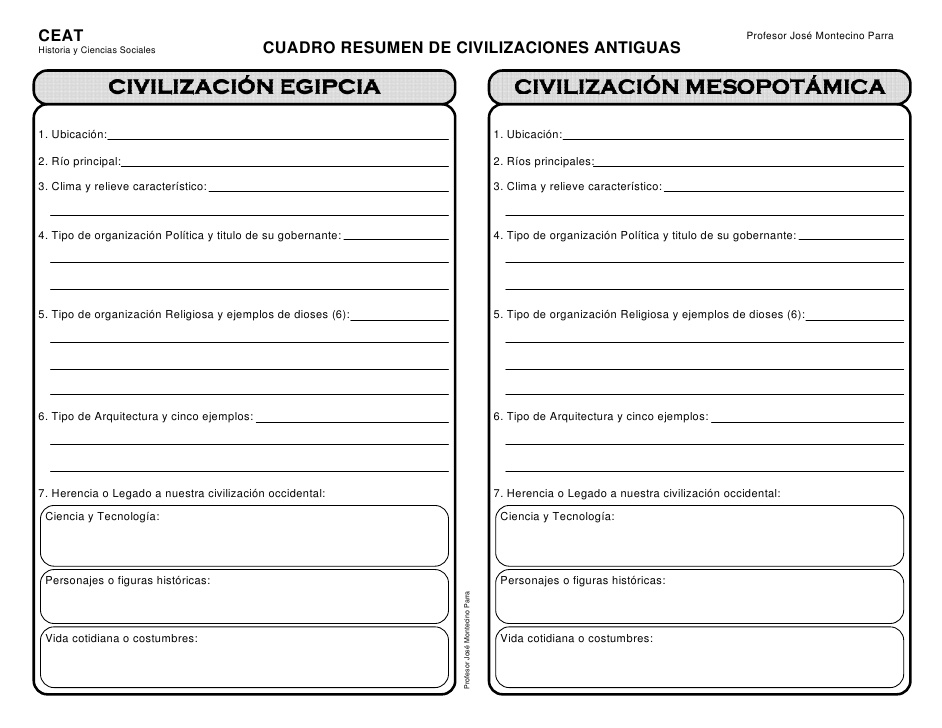 CEAT
Historia y Ciencias Sociales
Profesor José Montecino Parra
CUADRO RESUMEN DE CIVILIZACIONES ANTIGUAS
CIVILIZACIÓN EGIPCIA
1. Ubicación:
2. Río principal:
3. Clima y relieve característico:
4. Tipo de organización Política y titulo de su gobernante:
5. Tipo de organización Religiosa y ejemplos de dioses (6):
6. Tipo de Arquitectura y cinco ejemplos:
7. Herencia o Legado a nuestra civilización occidental:
Ciencia y Tecnología:
Personajes o figuras históricas:
Vida cotidiana o costumbres:
Profesor José Montecino Parra
CIVILIZACIÓN MESOPOTÁMICA
1. Ubicación:
2. Ríos principales:
3. Clima y relieve característico:
4. Tipo de organización Política y titulo de su gobernante:
5. Tipo de organización Religiosa y ejemplos de dioses (6):
6. Tipo de Arquitectura y cinco ejemplos:
7. Herencia o Legado a nuestra civilización occidental:
Ciencia y Tecnología:
Personajes o figuras históricas:
Vida cotidiana o costumbres: